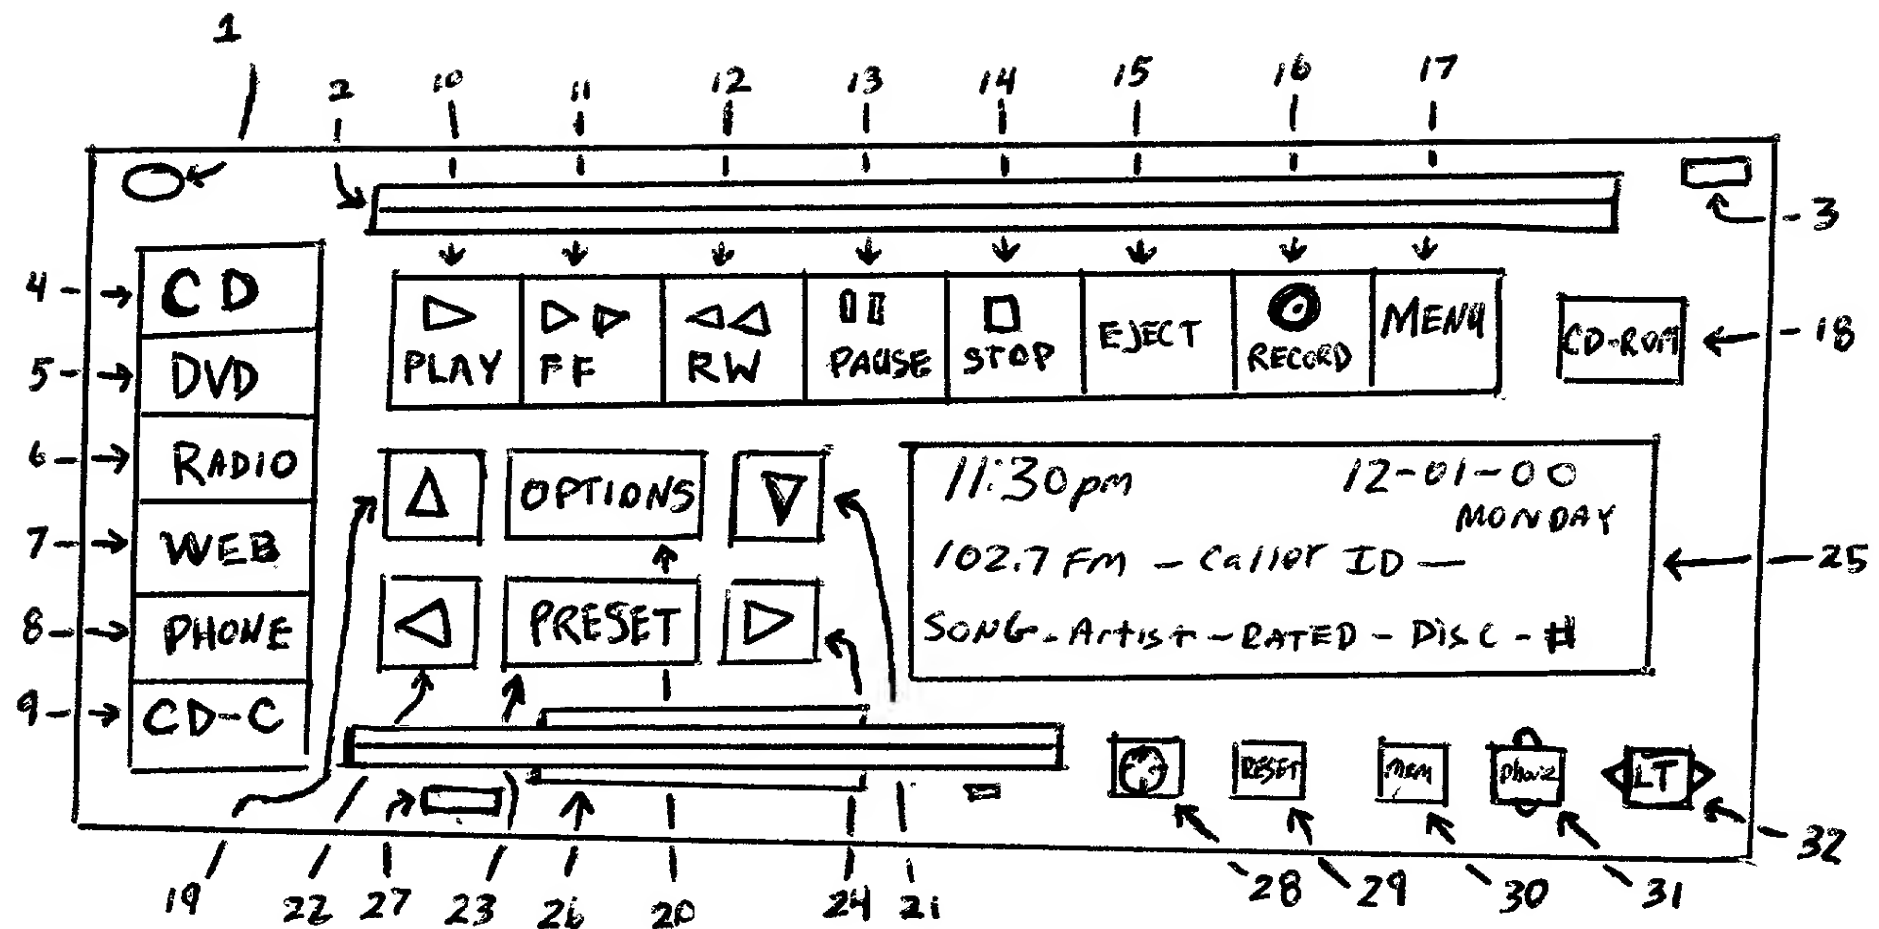 1
2 10 11 12 13 14 15 16 17
3
4 CD
5 DVD
6 RADIO
7 WEB
8 PHONE
9 CD-C
PLAY FF RW PAUSE STOP EJECT RECORD MENU
CD-ROM 18
OPTIONS
PRESET
11:30pm 12-01-00
MONDAY
102.7 FM - Caller ID -
SONG - Artist - RATED - DISC - #
25
RESET MEM LT
32
19 22 27 23 26 20 24 21 28 29 30 31